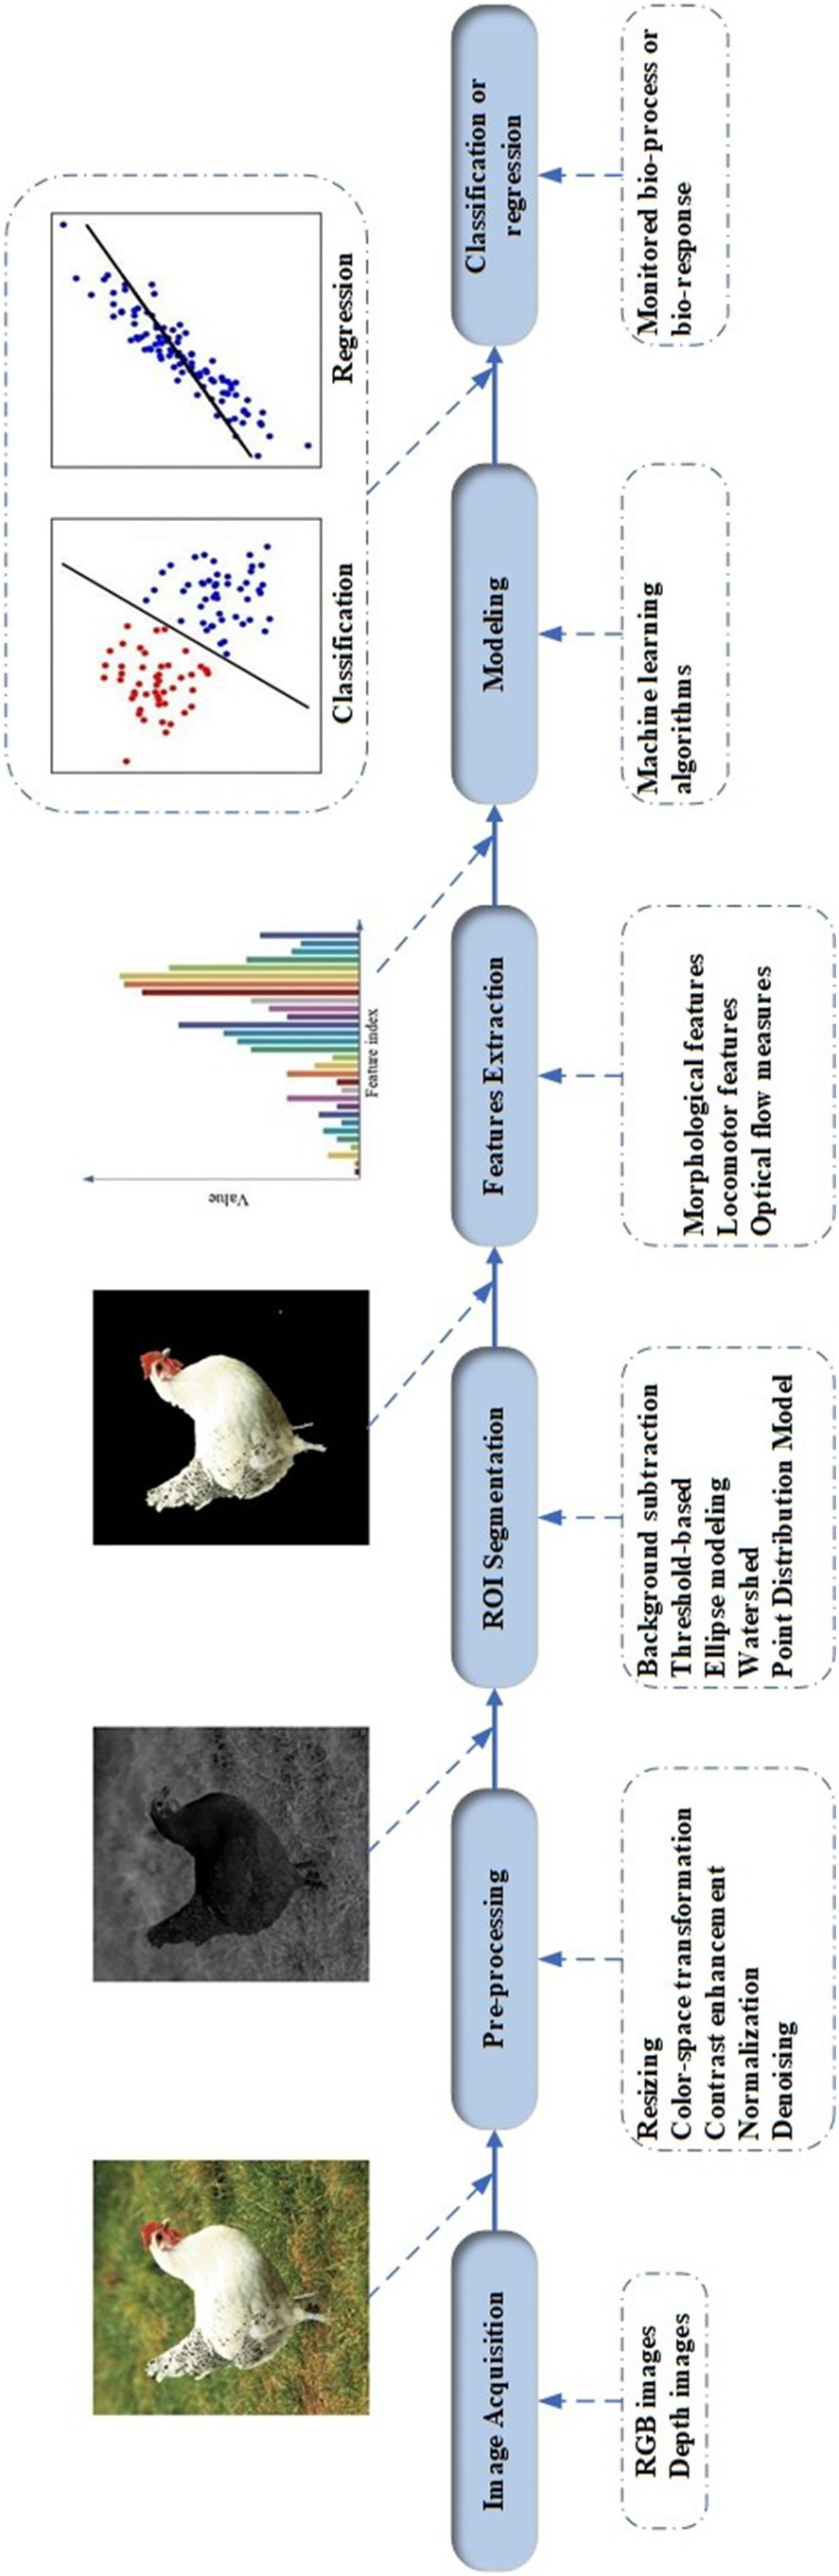 Classification
Regression
Value
Feature index
Image Acquisition
Pre-processing
ROI Segmentation
Features Extraction
Modeling
Classification or
regression
RGB images
Depth images
Resizing
Color-space transformation
Contrast enhancement
Normalization
Denoising
Background subtraction
Threshold-based
Ellipse modeling
Watershed
Point Distribution Model
Morphological features
Locomotor features
Optical flow measures
Machine learning
algorithms
Monitored bio-process or
bio-response